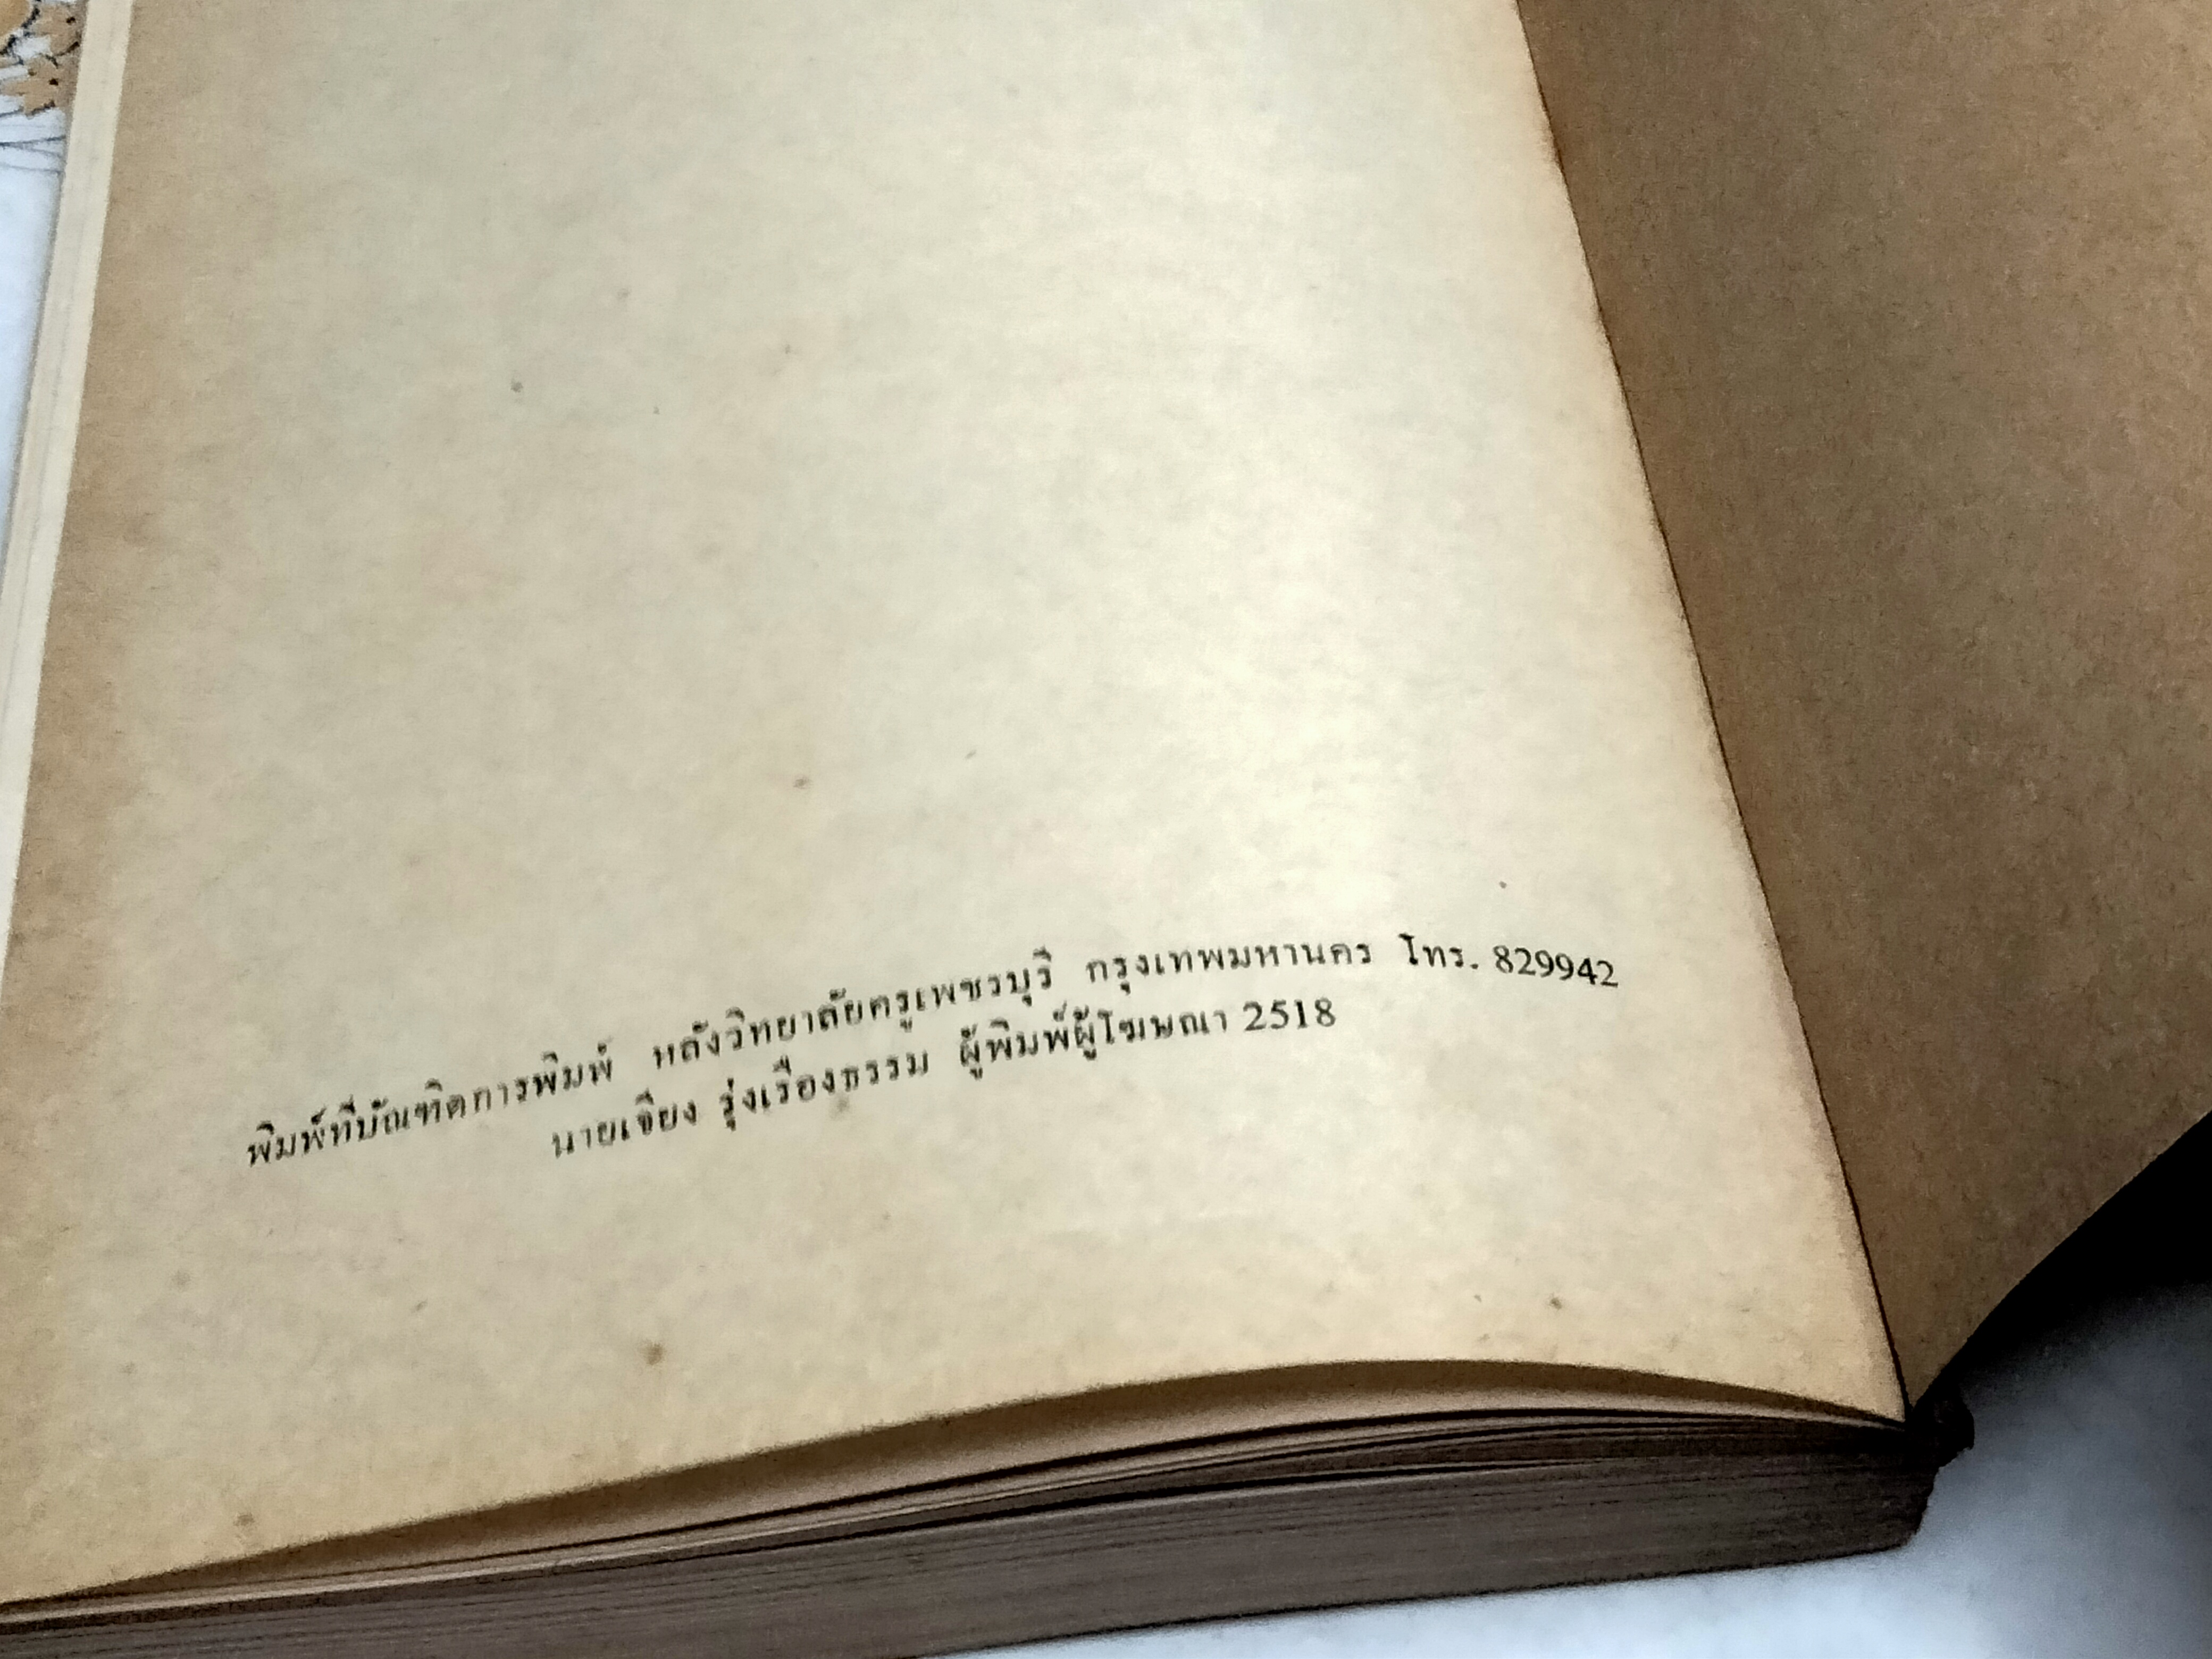 พิมพ์ที่บัณฑิตการพิมพ์ หลังวิทยาลัยครูเพชรบุรี กรุงเทพมหานคร โทร. 829942
นายเจียง รุ่งเรืองธรรม ผู้พิมพ์ผู้โฆษณา 2518